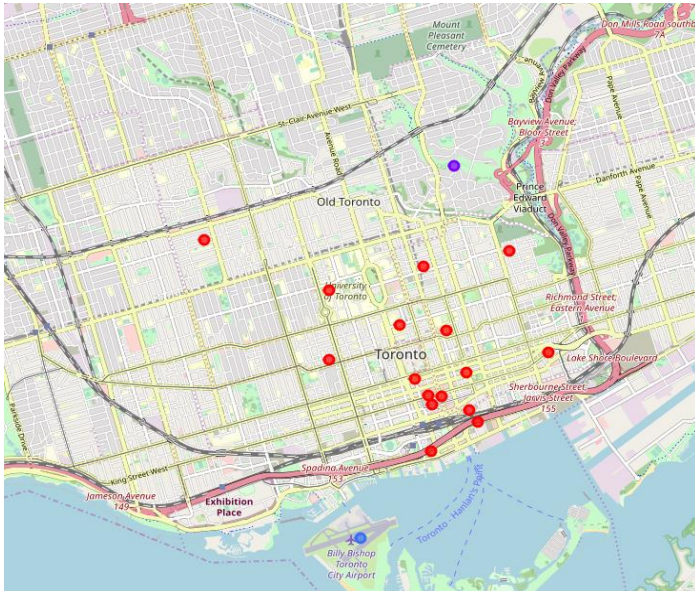 Don Mills Road southb
7A
Mount
Pleasant
Cemetery
Bayview Avenue
Don Valley Parkway
Pape Avenue
St. Clair Avenue West
Avenue Road
Bayview Avenue;
Bloor Street
Danforth Avenue
Prince
Edward
Viaduct
Pape Avenue
Old Toronto
Don Valley Parkway
University
of Toronto
Richmond Street;
Eastern Avenue
Toronto
Lake Shore Boulevard
Sherbourne Street;
Jarvis Street
155
Parkside Drive
King Street West
Spadina Avenue
153
Jameson Avenue
149
Exhibition
Place
Toronto - Hanlan's Point
Billy Bishop
Toronto
City Airport